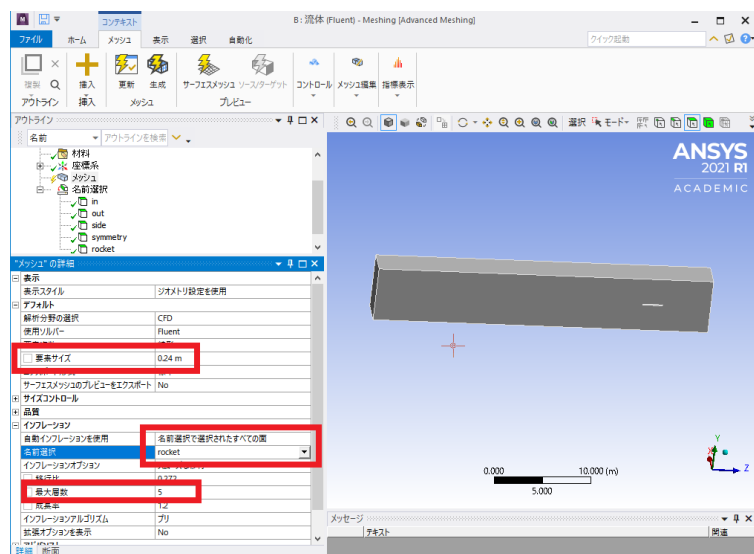 コンテキスト
B : 流体 (Fluent) - Meshing [Advanced Meshing]
ファイル ホーム メッシュ 表示 選択 自動化
クイック起動
複製
挿入
更新 生成
サーフェスメッシュ ソース/ターゲット
コントロール メッシュ編集 指標表示
アウトライン 挿入 メッシュ プレビュー
アウトライン
名前 アウトラインを検索
選択 モード
材料
座標系
メッシュ
名前選択
in
out
side
symmetry
rocket
ANSYS
2021 R1
ACADEMIC
"メッシュ" の詳細
表示
表示スタイル ジオメトリ設定を使用
デフォルト
解析分野の選択 CFD
使用ソルバー Fluent
要素サイズ 0.24 m
サーフェスメッシュのプレビューをエクスポート No
サイズコントロール
品質
インフレーション
自動インフレーションを使用 名前選択で選択されたすべての面
名前選択 rocket
インフレーションオプション
移行比 0.272
最大層数 5
成長率 1.2
インフレーションアルゴリズム プリ
拡張オプションを表示 No
詳細 断面
0.000 10.000 (m)
5.000
Y
Z
メッセージ
テキスト 関連